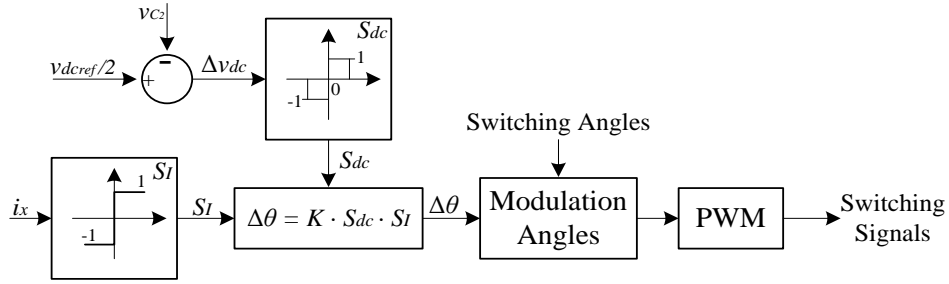 vC2
Sdc
vdcref/2
+
-
Δvdc
1
-1
0
Switching Angles
Sdc
SI
1
-1
ix
SI
Δθ = K · Sdc · SI
Δθ
Modulation
Angles
PWM
Switching
Signals